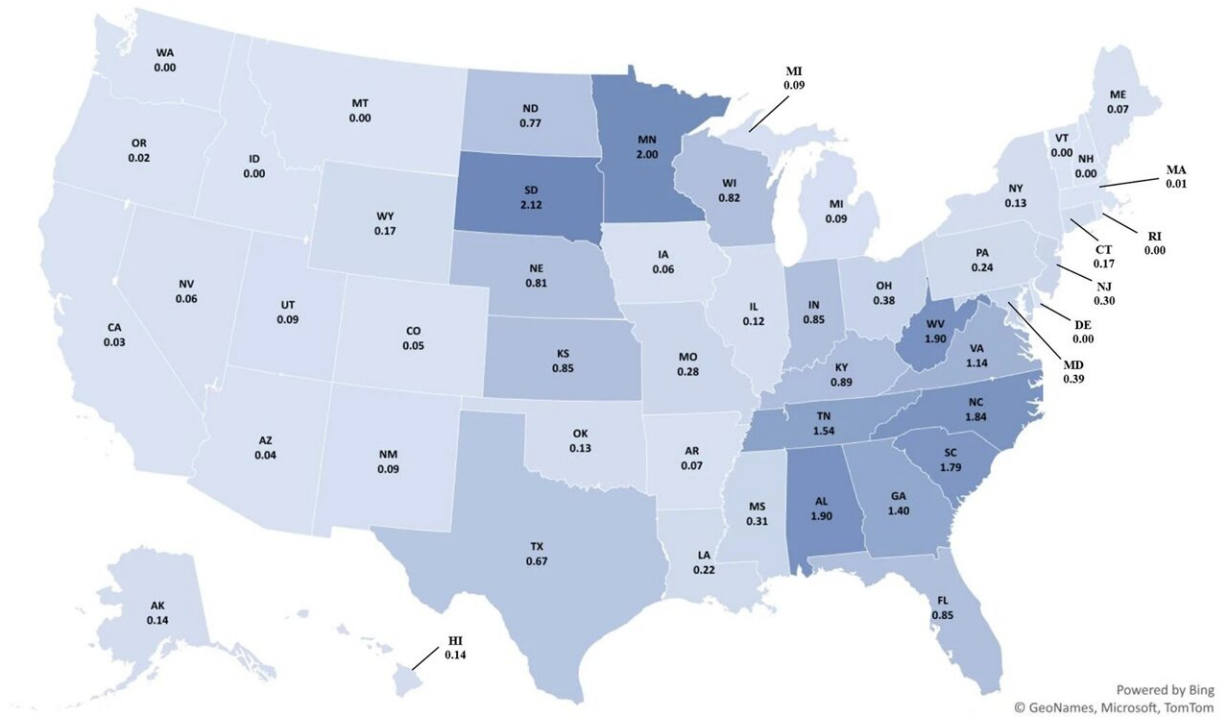 WA
0.00
MT
0.00
ND
0.77
MN
2.00
MI
0.09
ME
0.07
OR
0.02
ID
0.00
VT
0.00
NH
0.00
MA
0.01
SD
2.12
WI
0.82
NY
0.13
WY
0.17
MI
0.09
RI
0.00
CT
0.17
IA
0.06
PA
0.24
NE
0.81
NJ
0.30
NV
0.06
UT
0.09
IL
0.12
IN
0.85
OH
0.38
DE
0.00
CA
0.03
CO
0.05
WV
1.90
VA
1.14
MD
0.39
KS
0.85
MO
0.28
KY
0.89
NC
1.84
TN
1.54
AZ
0.04
NM
0.09
OK
0.13
AR
0.07
SC
1.79
MS
0.31
AL
1.90
GA
1.40
TX
0.67
LA
0.22
AK
0.14
HI
0.14
FL
0.85
Powered by Bing
© GeoNames, Microsoft, TomTom